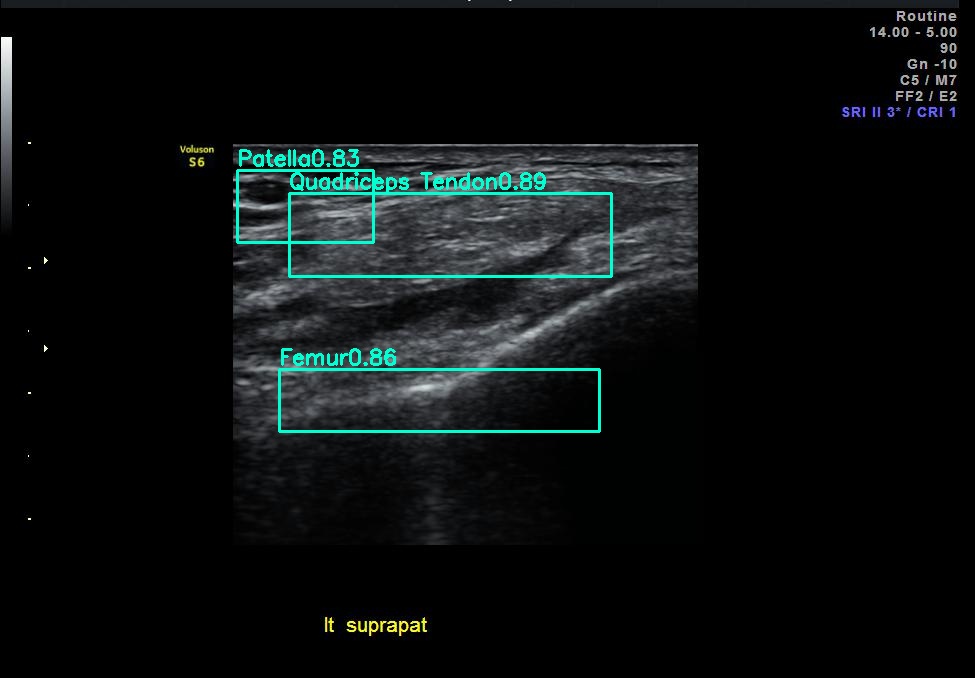 Routine
14.00 - 5.00
90
Gn -10
C5 / M7
FF2 / E2
SRI II 3* / CRI 1
Voluson
S6
Patella0.83
Quadriceps Tendon0.89
Femur0.86
lt suprapat